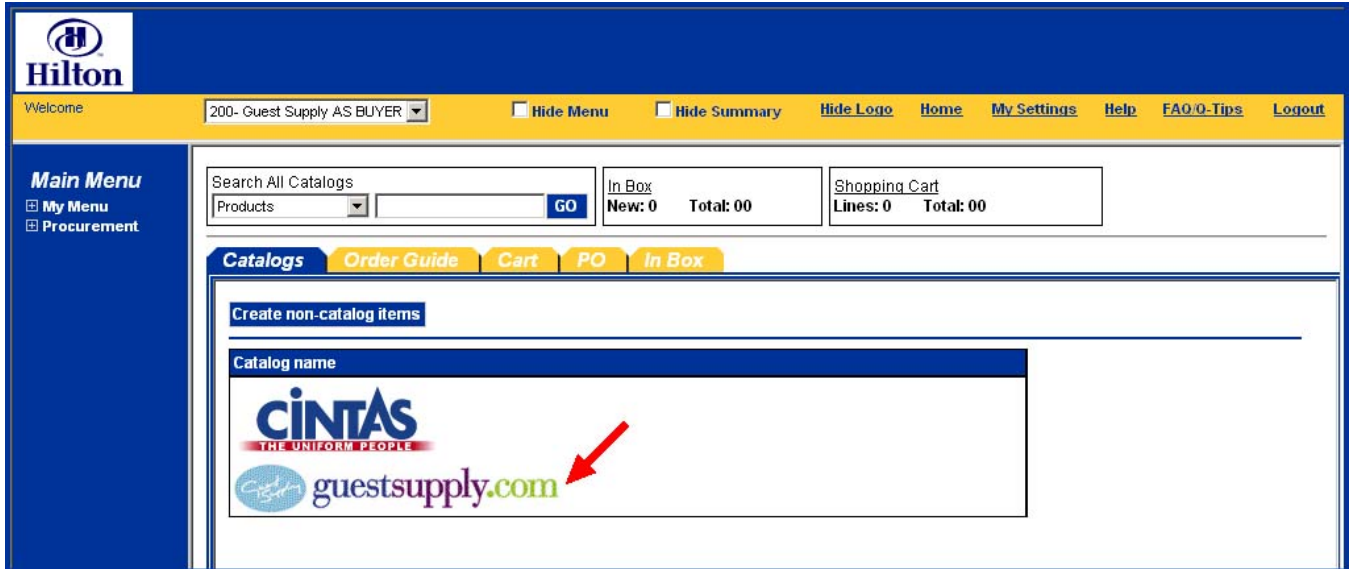 Hilton
Welcome 200- Guest Supply AS BUYER Hide Menu Hide Summary Hide Logo Home My Settings Help FAQ/Q-Tips Logout
Main Menu
My Menu
Procurement
Search All Catalogs
Products GO
In Box
New: 0 Total: 00
Shopping Cart
Lines: 0 Total: 00
Catalogs Order Guide Cart PO In Box
Create non-catalog items
Catalog name
CINTAS
THE UNIFORM PEOPLE
Guest Supply guestsupply.com